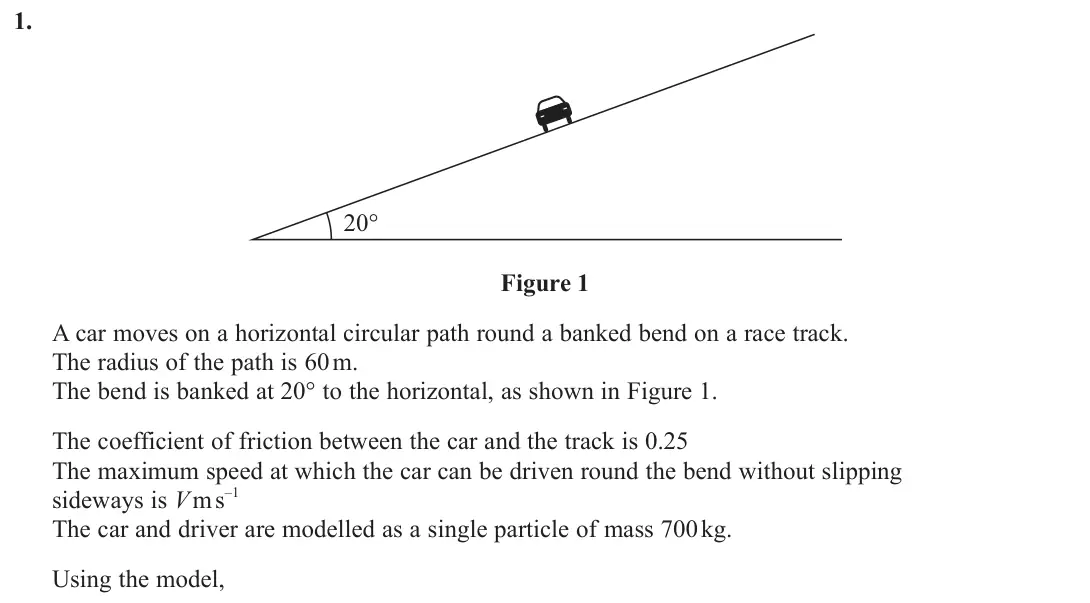 1.
20°
Figure 1
A car moves on a horizontal circular path round a banked bend on a race track.
The radius of the path is 60 m.
The bend is banked at 20° to the horizontal, as shown in Figure 1.
The coefficient of friction between the car and the track is 0.25
The maximum speed at which the car can be driven round the bend without slipping
sideways is V m s⁻¹
The car and driver are modelled as a single particle of mass 700 kg.
Using the model,